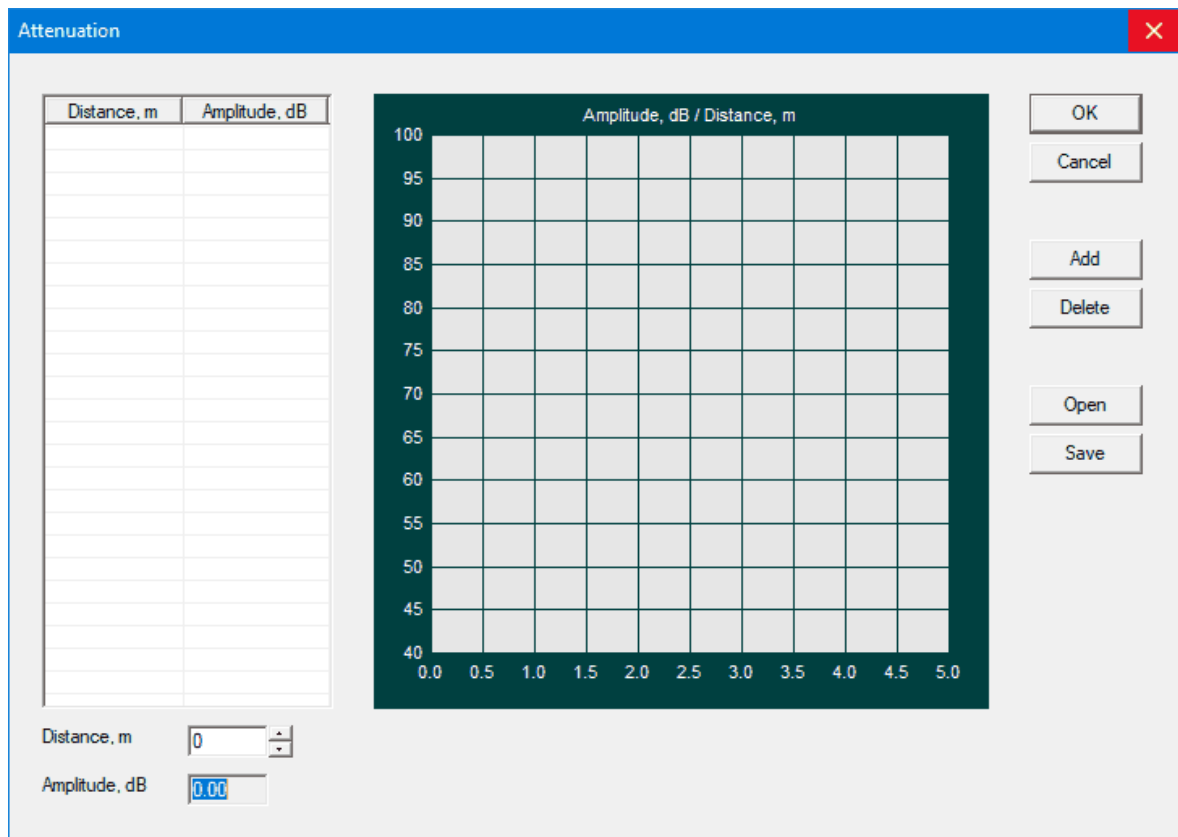 Attenuation
Distance, m Amplitude, dB
Amplitude, dB / Distance, m
100
95
90
85
80
75
70
65
60
55
50
45
40
0.0 0.5 1.0 1.5 2.0 2.5 3.0 3.5 4.0 4.5 5.0
OK
Cancel
Add
Delete
Open
Save
Distance, m 0
Amplitude, dB 0.00